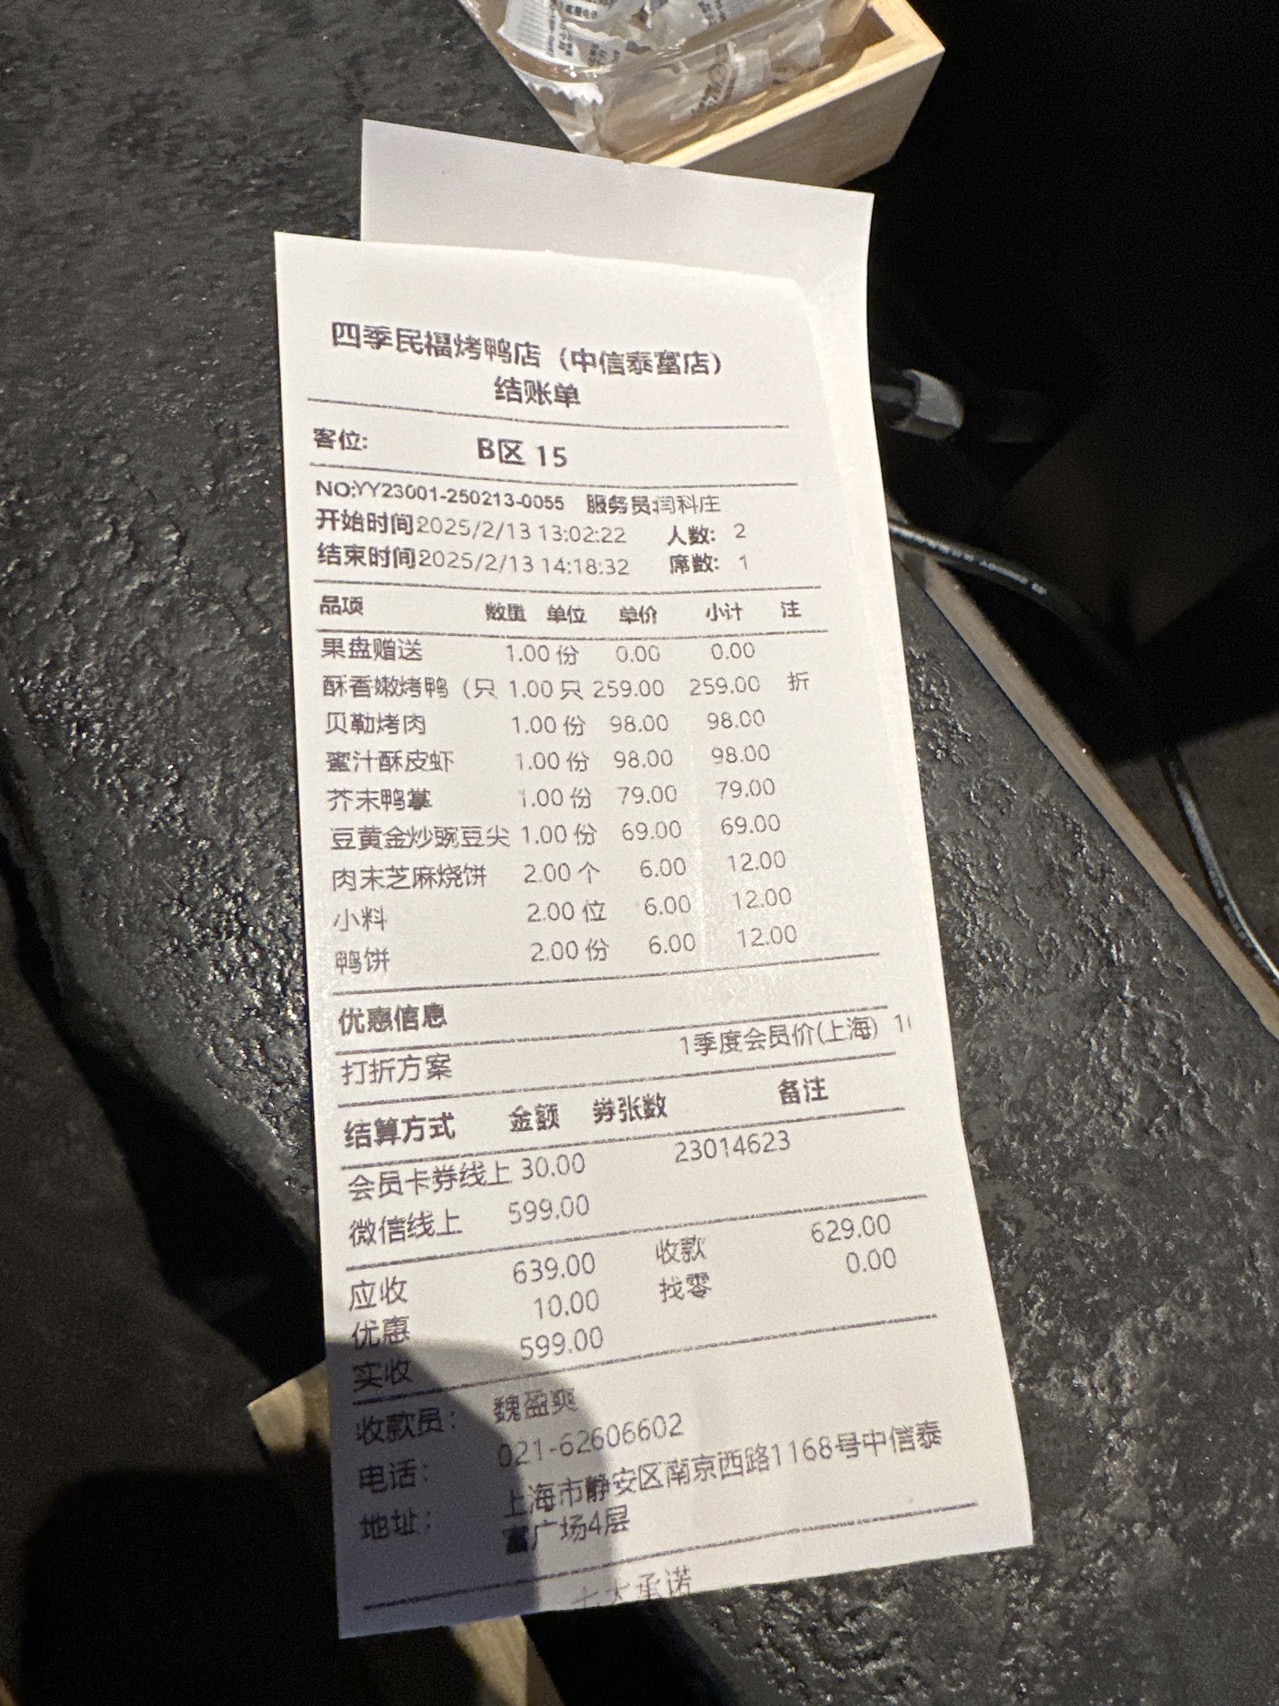 四季民福烤鸭店（中信泰富店）
结账单
客位: B区 15
NO:YY23001-250213-0055 服务员:闫科庄
开始时间2025/2/13 13:02:22 人数: 2
结束时间2025/2/13 14:18:32 席数: 1
品项 数量 单位 单价 小计 注
果盘赠送 1.00 份 0.00 0.00
酥香嫩烤鸭（只 1.00 只 259.00 259.00 折
贝勒烤肉 1.00 份 98.00 98.00
蜜汁酥皮虾 1.00 份 98.00 98.00
芥末鸭掌 1.00 份 79.00 79.00
豆黄金炒豌豆尖 1.00 份 69.00 69.00
肉末芝麻烧饼 2.00 个 6.00 12.00
小料 2.00 位 6.00 12.00
鸭饼 2.00 份 6.00 12.00
优惠信息
打折方案 1季度会员价(上海)
结算方式 金额 券张数 备注
会员卡券线上 30.00 23014623
微信线上 599.00
应收 639.00 收款 629.00
优惠 10.00 找零 0.00
实收 599.00
收款员: 魏盈爽
电话: 021-62606602
地址: 上海市静安区南京西路1168号中信泰
富广场4层
七大承诺